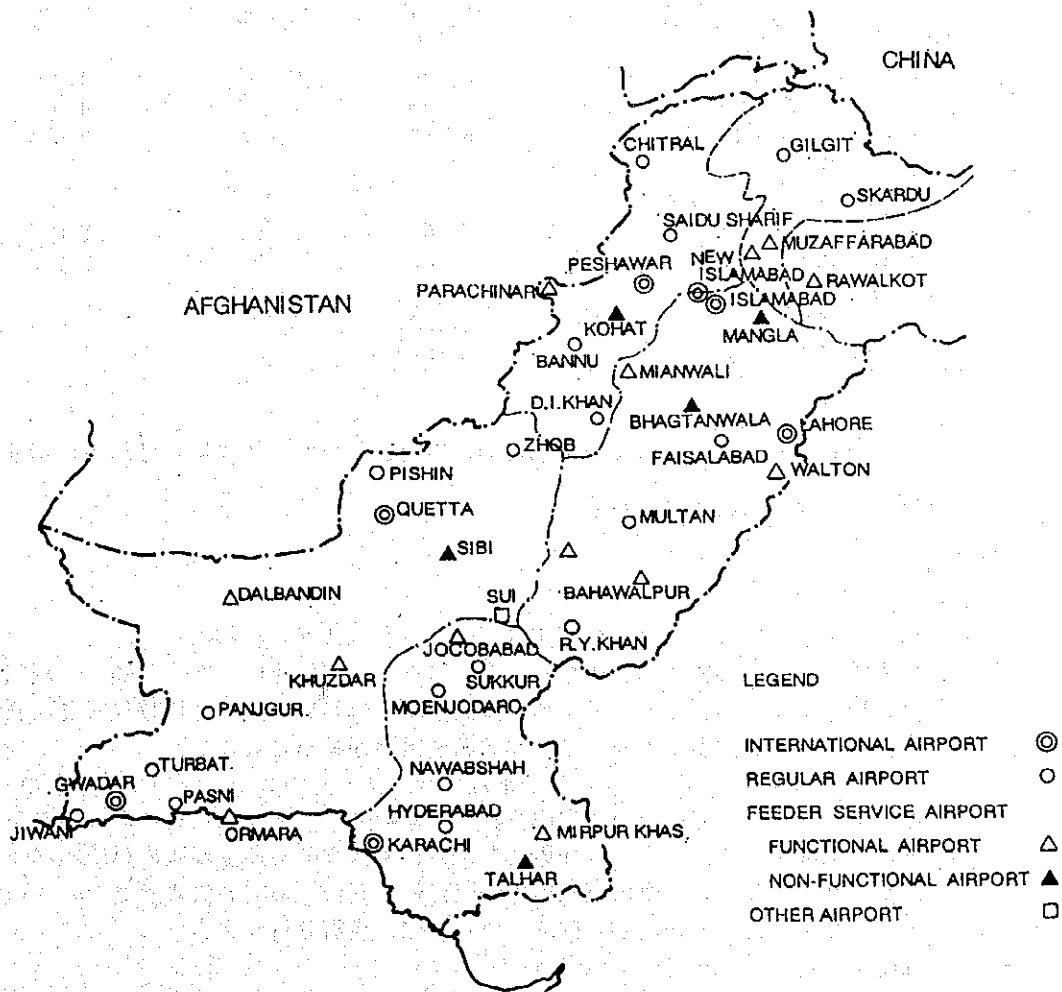 CHINA
CHITRAL
GILGIT
SKARDU
SAIDU SHARIF
MUZAFFARABAD
NEW
ISLAMABAD
PESHAWAR
RAWALKOT
PARACHINAR
ISLAMABAD
AFGHANISTAN
KOHAT
MANGLA
BANNU
MIANWALI
D.I.KHAN
BHAGTANWALA
LAHORE
ZHOB
FAISALABAD
PISHIN
WALTON
QUETTA
MULTAN
SIBI
DALBANDIN
SUI
BAHAWALPUR
R.Y.KHAN
JOCOBABAD
KHUZDAR
SUKKUR
MOENJODARO
PANJGUR.
TURBAT.
NAWABSHAH
GWADAR
PASNI
HYDERABAD
JIWANI
ORMARA
KARACHI
MIRPUR KHAS.
TALHAR
LEGEND
INTERNATIONAL AIRPORT
REGULAR AIRPORT
FEEDER SERVICE AIRPORT
FUNCTIONAL AIRPORT
NON-FUNCTIONAL AIRPORT
OTHER AIRPORT